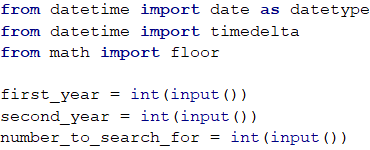 from datetime import date as datetype
from datetime import timedelta
from math import floor
first_year = int(input())
second_year = int(input())
number_to_search_for = int(input())